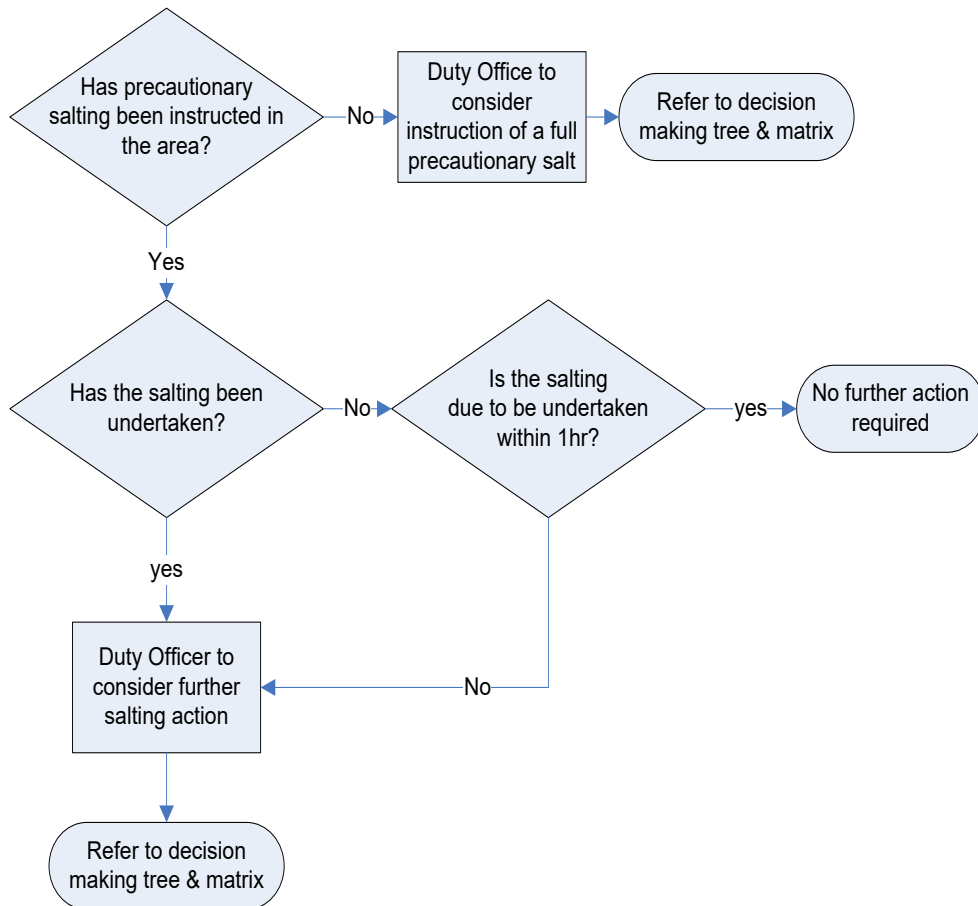 Has precautionary
salting been instructed in
the area?
No
Duty Office to
consider
instruction of a full
precautionary salt
Refer to decision
making tree & matrix
Yes
Has the salting been
undertaken?
No
Is the salting
due to be undertaken
within 1hr?
yes
No further action
required
yes
Duty Officer to
consider further
salting action
No
Refer to decision
making tree & matrix